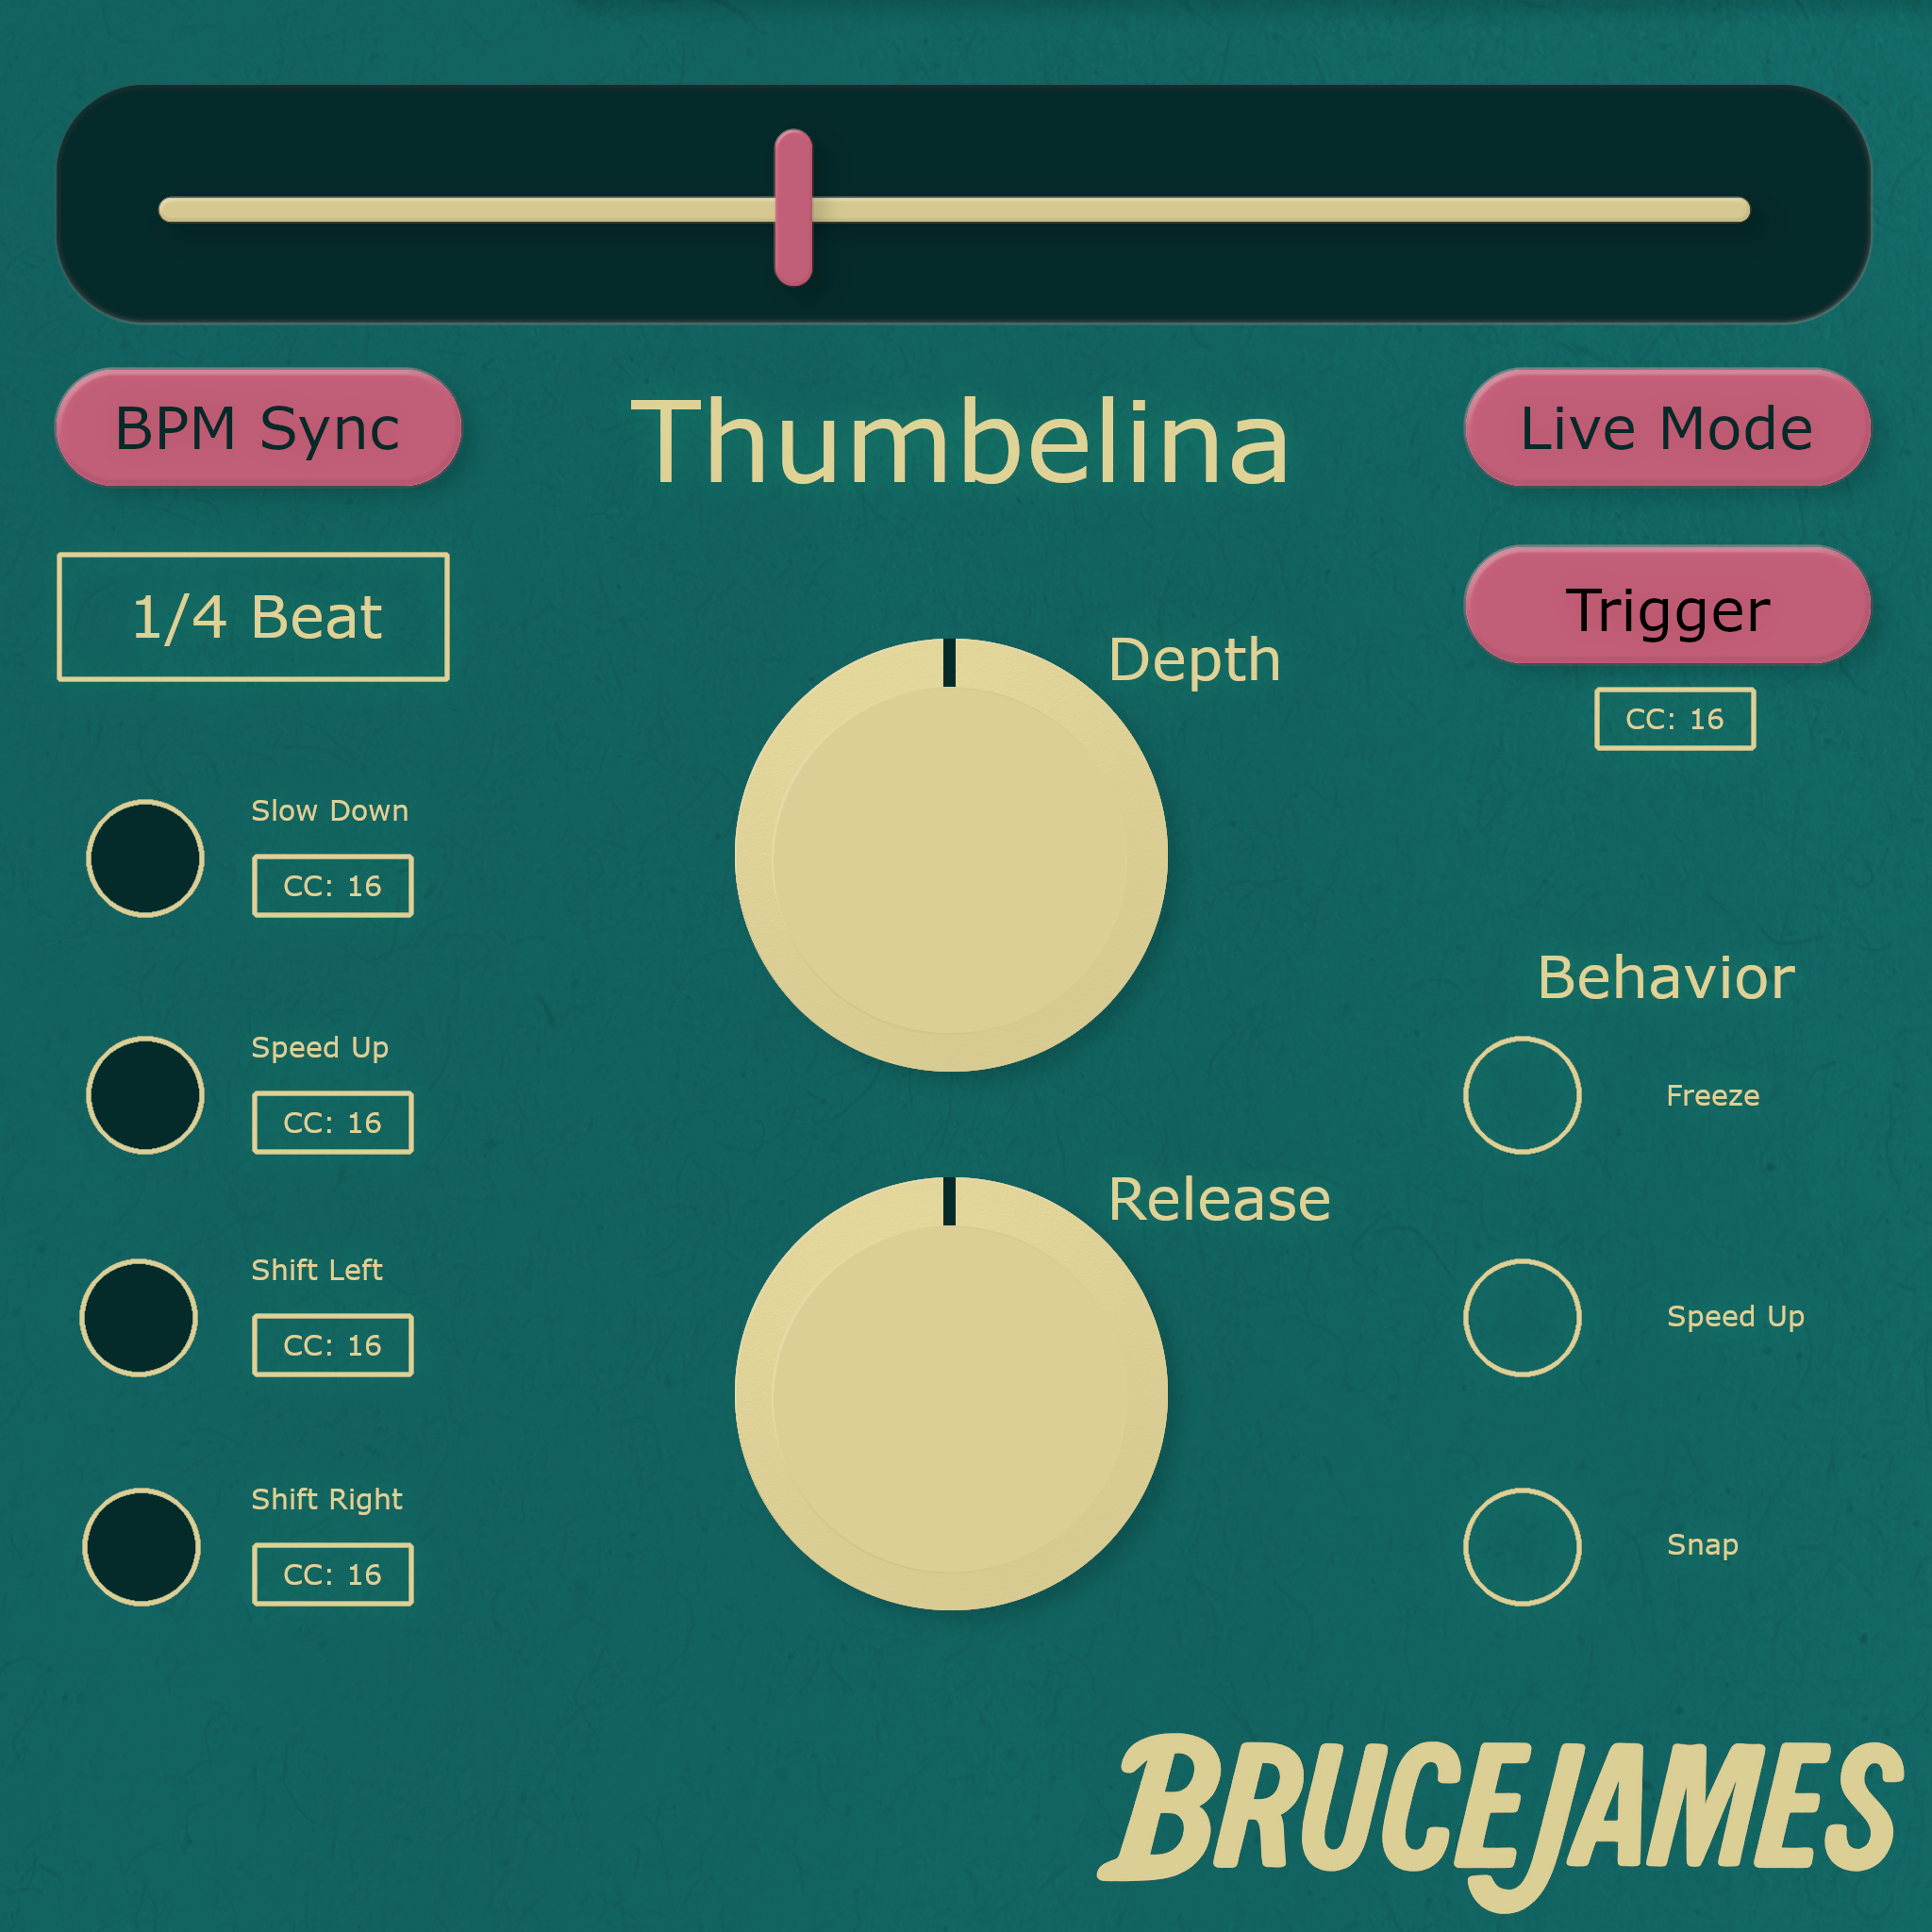 BPM Sync
Thumbelina
Live Mode
1/4 Beat
Trigger
Depth
CC: 16
Slow Down
CC: 16
Behavior
Speed Up
CC: 16
Freeze
Release
Shift Left
CC: 16
Speed Up
Shift Right
CC: 16
Snap
BRUCEJAMES